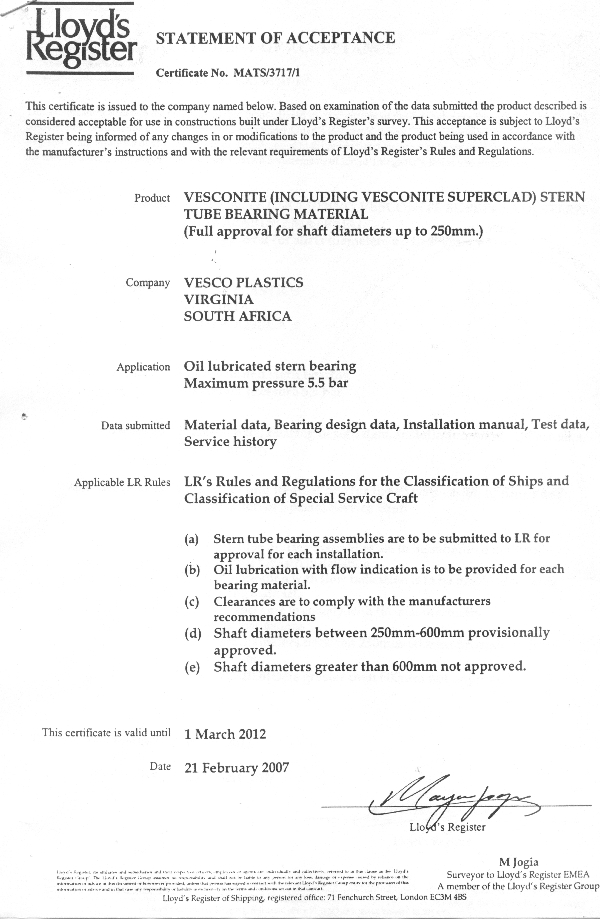 Lloyd's
Register
STATEMENT OF ACCEPTANCE
Certificate No. MATS/3717/1
This certificate is issued to the company named below. Based on examination of the data submitted the product described is
considered acceptable for use in constructions built under Lloyd's Register's survey. This acceptance is subject to Lloyd's
Register being informed of any changes in or modifications to the product and the product being used in accordance with
the manufacturer's instructions and with the relevant requirements of Lloyd's Register's Rules and Regulations.
Product VESCONITE (INCLUDING VESCONITE SUPERCLAD) STERN
TUBE BEARING MATERIAL
(Full approval for shaft diameters up to 250mm.)
Company VESCO PLASTICS
VIRGINIA
SOUTH AFRICA
Application Oil lubricated stern bearing
Maximum pressure 5.5 bar
Data submitted Material data, Bearing design data, Installation manual, Test data,
Service history
Applicable LR Rules LR's Rules and Regulations for the Classification of Ships and
Classification of Special Service Craft
(a) Stern tube bearing assemblies are to be submitted to LR for
approval for each installation.
(b) Oil lubrication with flow indication is to be provided for each
bearing material.
(c) Clearances are to comply with the manufacturers
recommendations
(d) Shaft diameters between 250mm-600mm provisionally
approved.
(e) Shaft diameters greater than 600mm not approved.
This certificate is valid until 1 March 2012
Date 21 February 2007
Lloyd's Register
M Jogia
Surveyor to Lloyd's Register EMEA
A member of the Lloyd's Register Group
Lloyd's Register of Shipping, registered office: 71 Fenchurch Street, London EC3M 4BS